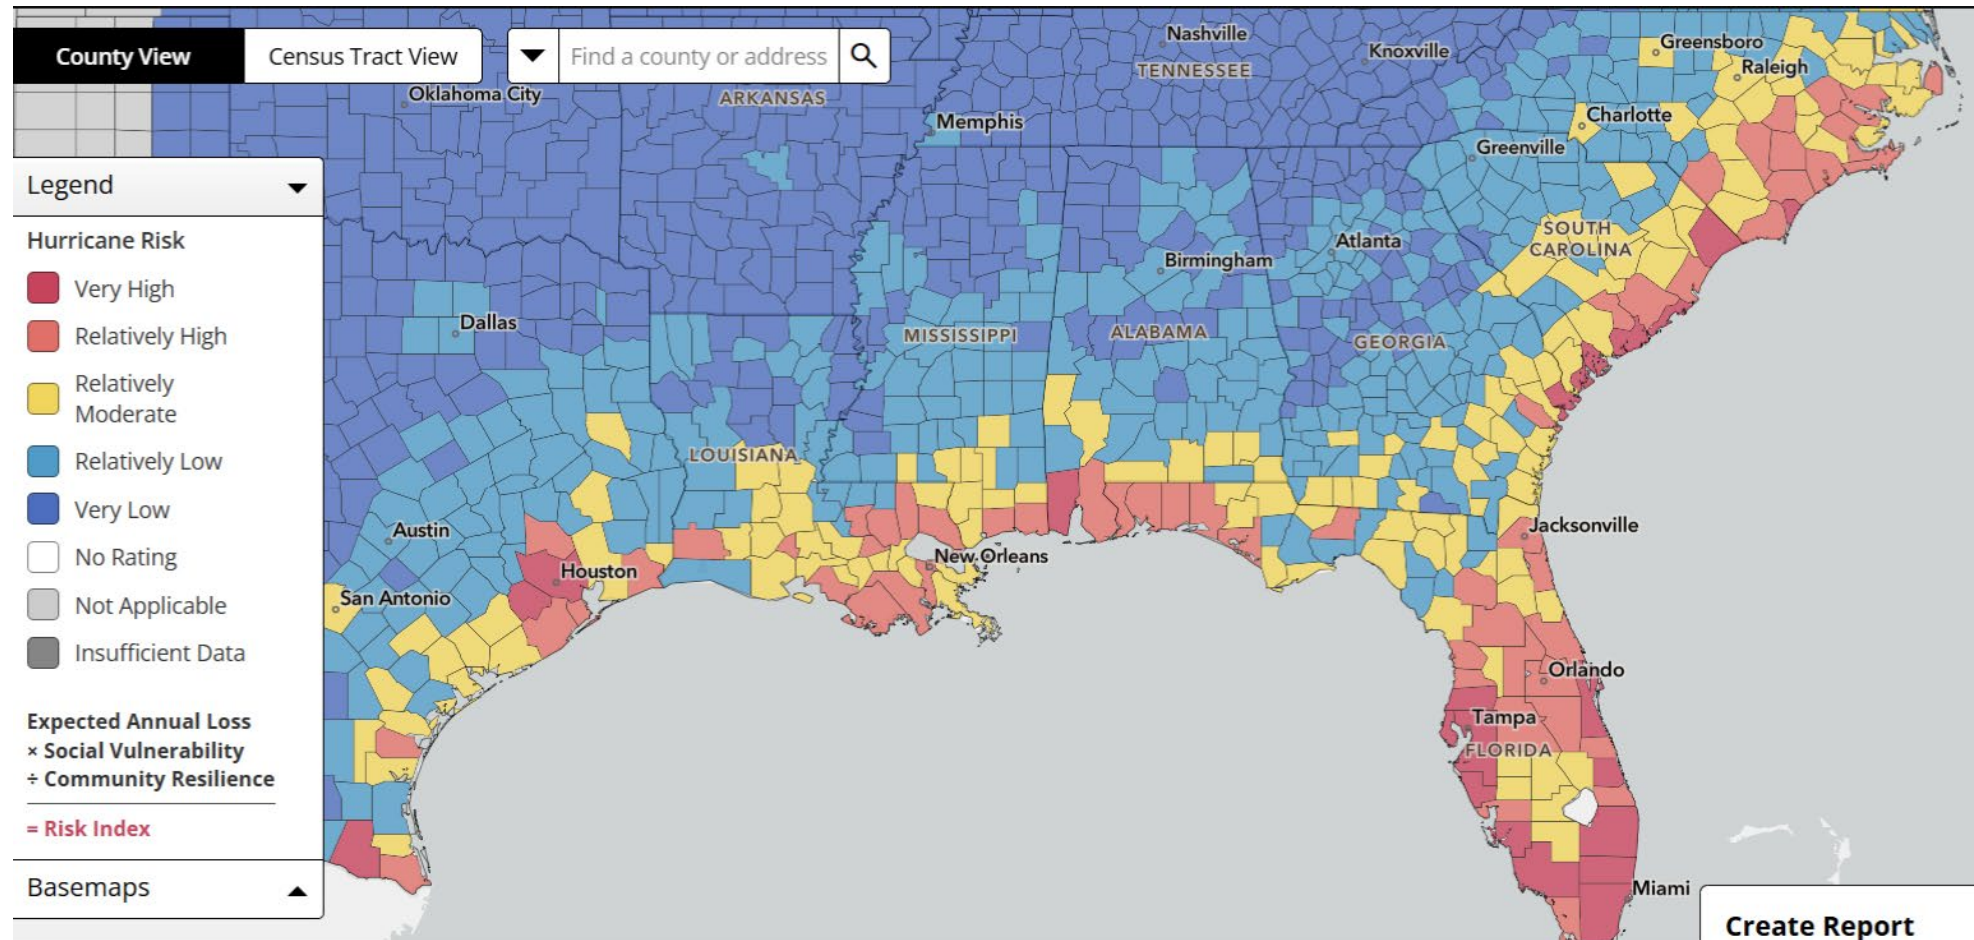 County View
Census Tract View
Find a county or address
Legend
Hurricane Risk
Very High
Relatively High
Relatively
Moderate
Relatively Low
Very Low
No Rating
Not Applicable
Insufficient Data
Expected Annual Loss
× Social Vulnerability
÷ Community Resilience
= Risk Index
Basemaps
Nashville
Knoxville
TENNESSEE
Greensboro
Raleigh
Oklahoma City
ARKANSAS
Memphis
Charlotte
Greenville
SOUTH
CAROLINA
Atlanta
Birmingham
Dallas
MISSISSIPPI
ALABAMA
GEORGIA
LOUISIANA
Austin
Jacksonville
New Orleans
Houston
San Antonio
Orlando
Tampa
FLORIDA
Miami
Create Report